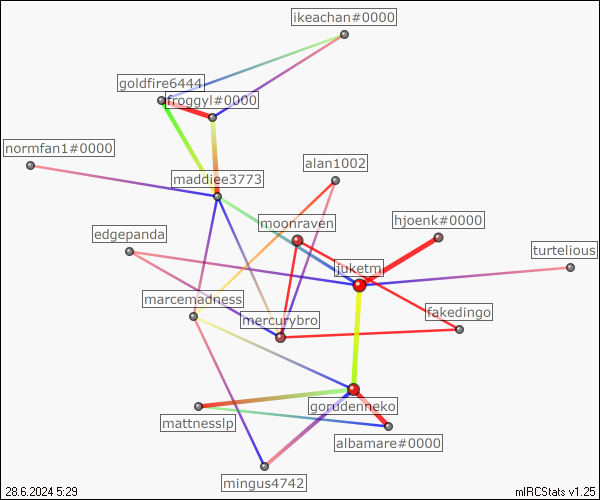 ikeachan#0000
goldfire6444
froggyl#0000
normfan1#0000
alan1002
maddiee3773
moonraven
hjoenk#0000
edgepanda
turtelious
juketm
marcemadness
mercurybro
fakedingo
gorudenneko
mattnesslp
albamare#0000
mingus4742
28.6.2024 5:29
mIRCStats v1.25